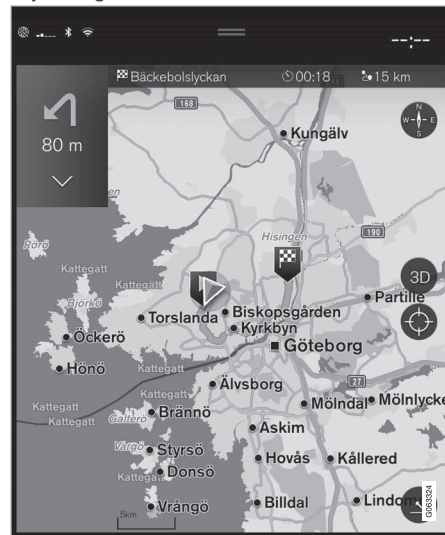 --:--
Bäckebolslyckan 00:18 15 km
80 m
168
Kungälv
N
W E
S
Hisingen
190
Rörö
Kattegatt
Kattegatt
3D
Björkö
Partille
Biskopsgården
Torslanda
Kyrkbyn
Öckerö
Göteborg
Kattegatt
Hönö
27
Älvsborg
Kattegatt
Mölndal
Mölnlycke
Kattegatt
Brännö
Galterö
Kattegatt
Askim
Vargö
Styrsö
Hovås
Kållered
Donsö
Kattegatt
Vrångö
Billdal
5km
G063324